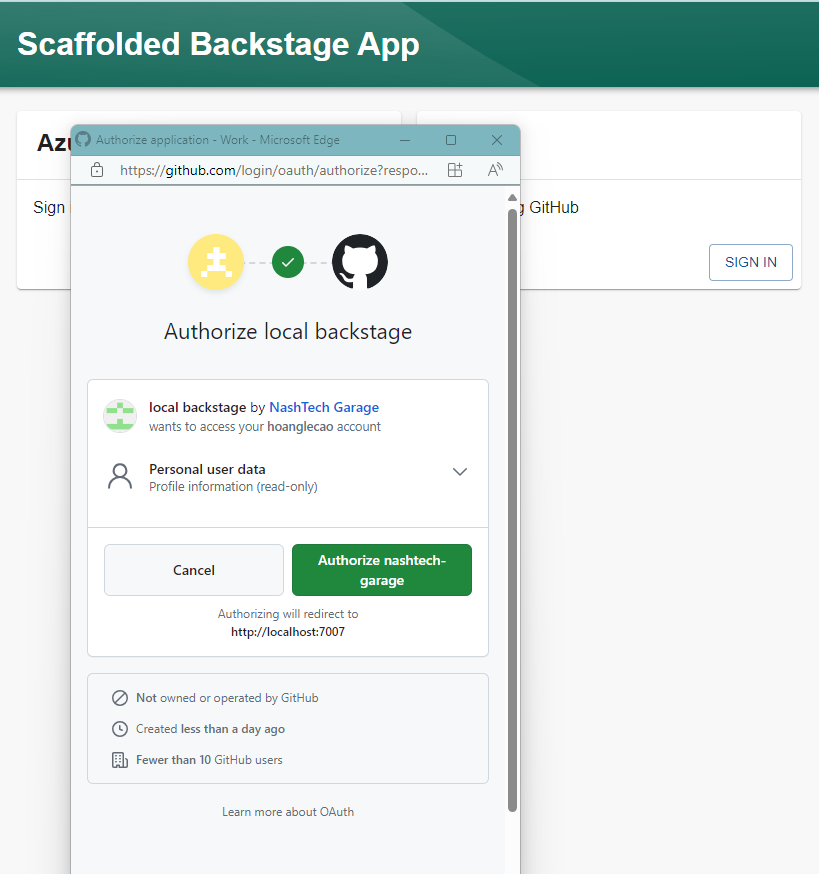 Scaffolded Backstage App
Authorize application - Work - Microsoft Edge
https://github.com/login/oauth/authorize?respo...
Sign
GitHub
SIGN IN
Authorize local backstage
local backstage by NashTech Garage
wants to access your hoanglecao account
Personal user data
Profile information (read-only)
Cancel
Authorize nashtech-
garage
Authorizing will redirect to
http://localhost:7007
Not owned or operated by GitHub
Created less than a day ago
Fewer than 10 GitHub users
Learn more about OAuth